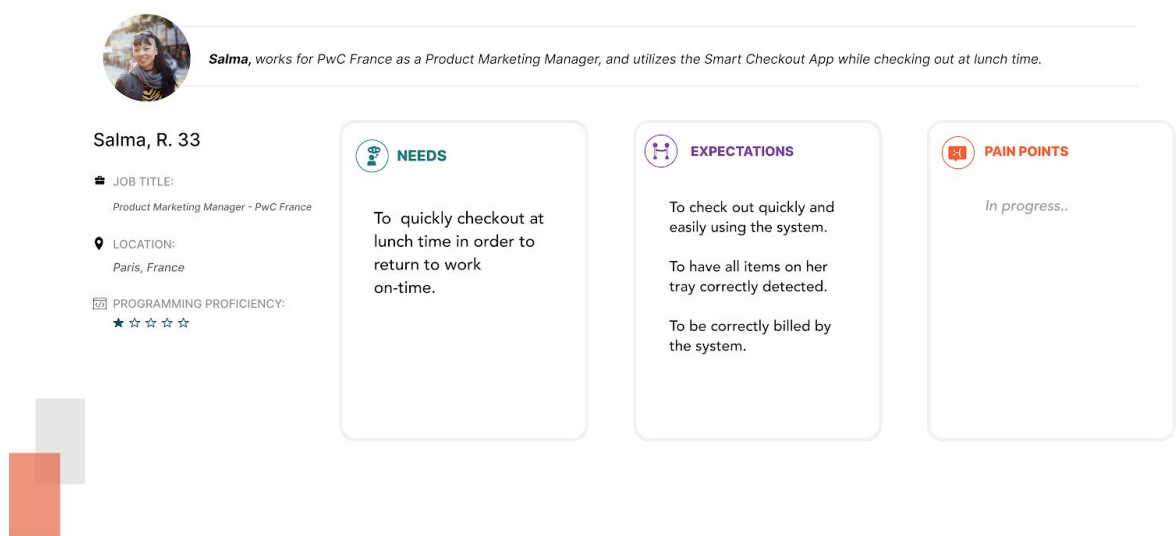 Salma, works for PwC France as a Product Marketing Manager, and utilizes the Smart Checkout App while checking out at lunch time.
Salma, R. 33
JOB TITLE:
Product Marketing Manager - PwC France
LOCATION:
Paris, France
PROGRAMMING PROFICIENCY:
NEEDS
To quickly checkout at
lunch time in order to
return to work
on-time.
EXPECTATIONS
To check out quickly and
easily using the system.
To have all items on her
tray correctly detected.
To be correctly billed by
the system.
PAIN POINTS
In progress..